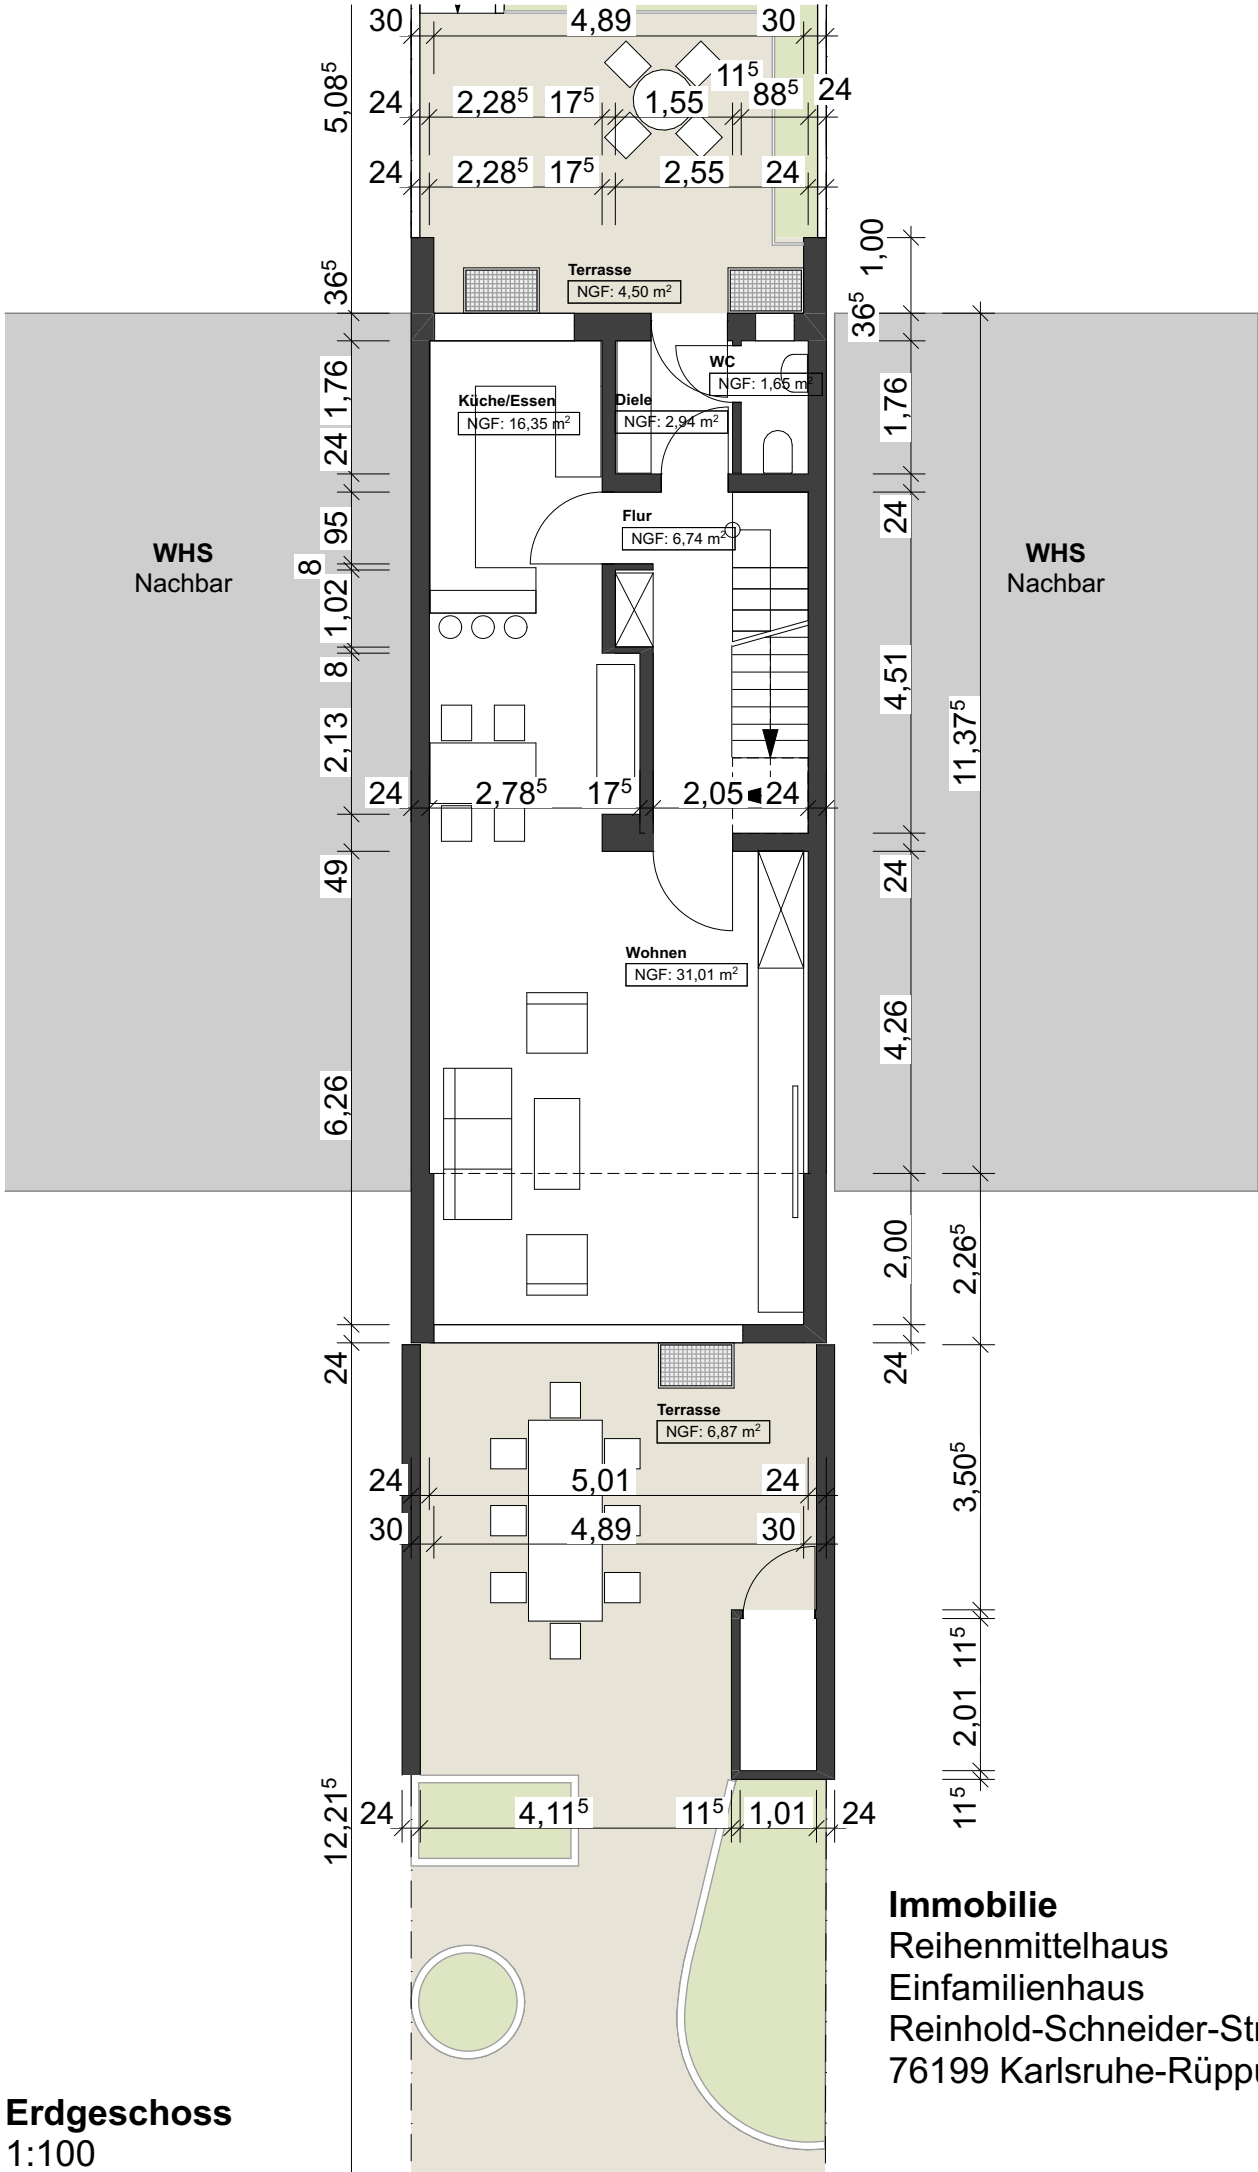 30 4,89 30
5,08⁵
11⁵
24 2,28⁵ 17⁵ 1,55 88⁵ 24
24 2,28⁵ 17⁵ 2,55 24
1,00
36⁵
36⁵
Terrasse
NGF: 4,50 m²
WC
NGF: 1,65 m²
Küche/Essen
NGF: 16,35 m²
Diele
NGF: 2,94 m²
1,76
1,76
24
24
Flur
NGF: 6,74 m²
WHS
Nachbar
WHS
Nachbar
95
8
1,02
8
4,51
11,37⁵
2,13
24 2,78⁵ 17⁵ 2,05 24
49
24
Wohnen
NGF: 31,01 m²
4,26
6,26
2,00
2,26⁵
24
24
Terrasse
NGF: 6,87 m²
24 5,01 24
3,50⁵
30 4,89 30
11⁵
2,01
11⁵
12,21⁵
24 4,11⁵ 11⁵ 1,01 24
Immobilie
Reihenmittelhaus
Einfamilienhaus
Reinhold-Schneider-Str
76199 Karlsruhe-Rüppu
Erdgeschoss
1:100